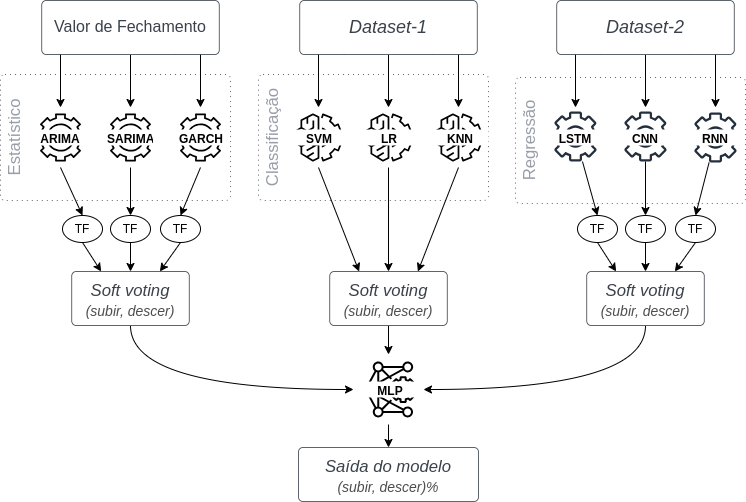 Valor de Fechamento
Dataset-1
Dataset-2
Estatístico
ARIMA
SARIMA
GARCH
Classificação
SVM
LR
KNN
Regressão
LSTM
CNN
RNN
TF
TF
TF
TF
TF
TF
Soft voting
(subir, descer)
Soft voting
(subir, descer)
Soft voting
(subir, descer)
MLP
Saída do modelo
(subir, descer)%